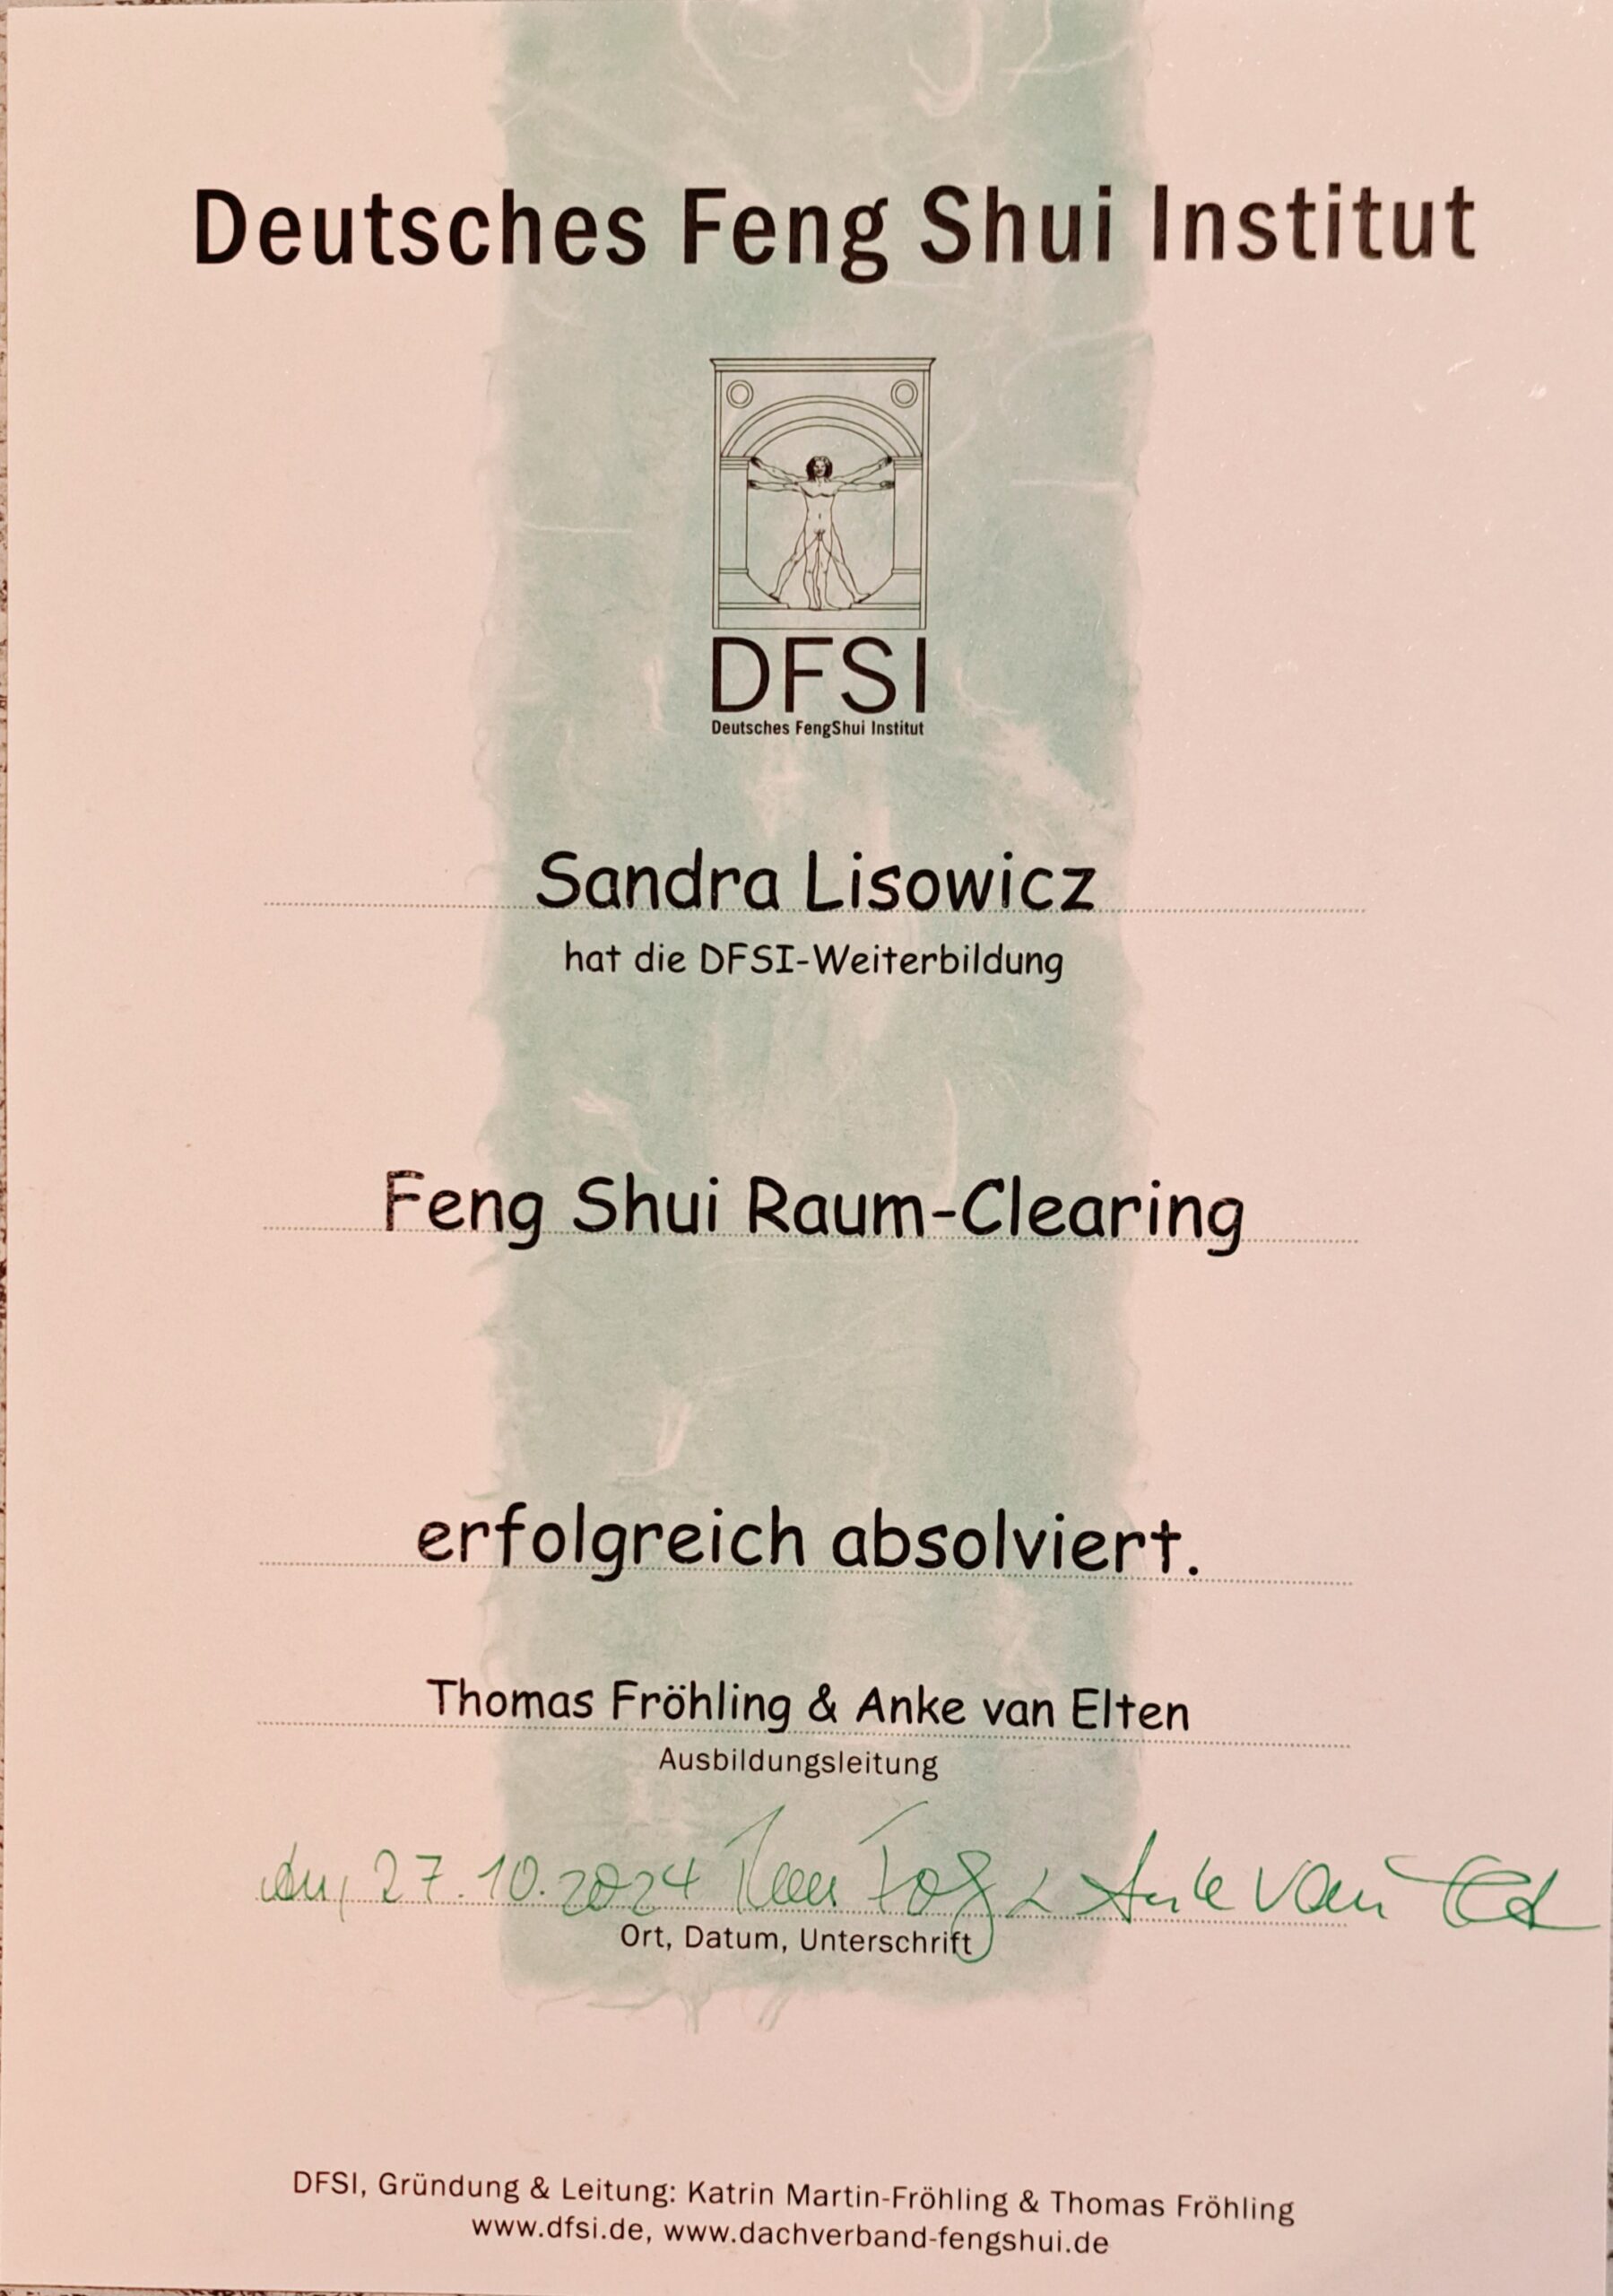 Deutsches Feng Shui Institut
DFSI
Deutsches FengShui Institut
Sandra Lisowicz
hat die DFSI-Weiterbildung
Feng Shui Raum-Clearing
erfolgreich absolviert.
Thomas Fröhling & Anke van Elten
Ausbildungsleitung
27.10.2024 & Anke van
Ort, Datum, Unterschrift
DFSI, Gründung & Leitung: Katrin Martin-Fröhling & Thomas Fröhling
www.dfsi.de, www.dachverband-fengshui.de